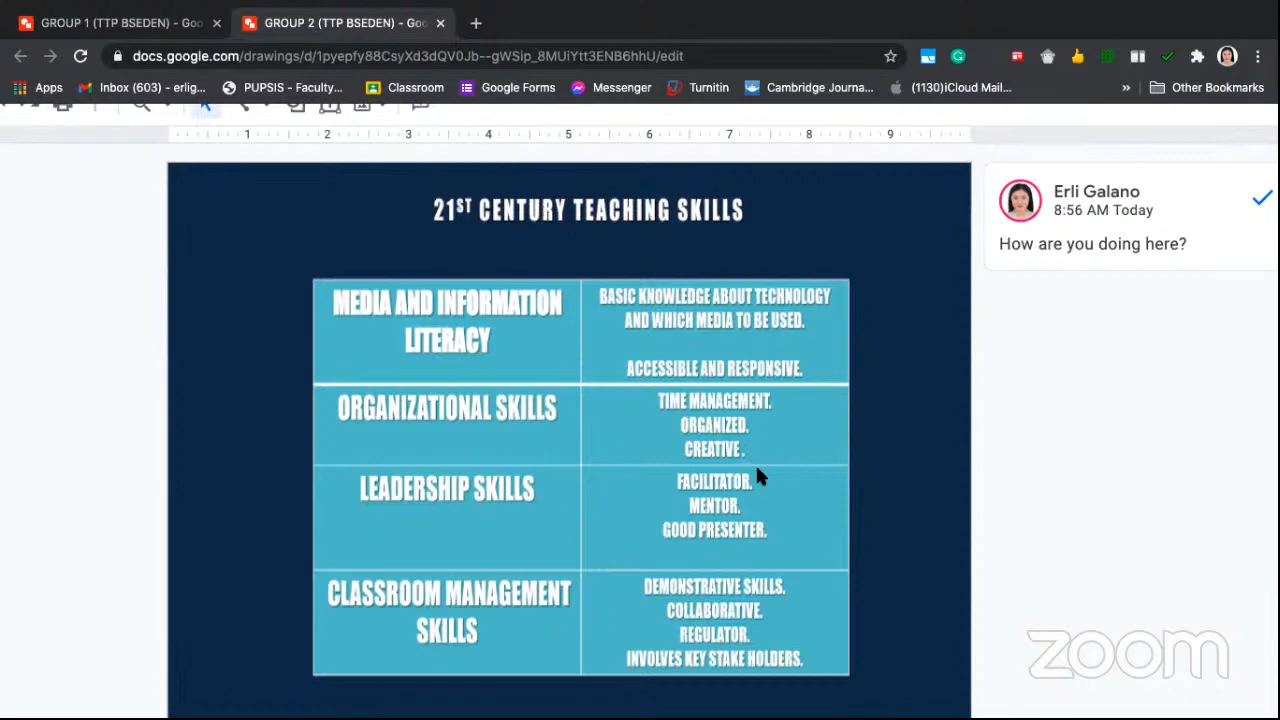 GROUP 1 (TTP BSEDEN) - Goo
GROUP 2 (TTP BSEDEN) - Goo
docs.google.com/drawings/d/1pyepfy88CsyXd3dQV0Jb--gWSip_8MUiYtt3ENB6hhU/edit
Apps
Inbox (603) - erlig...
PUPSIS - Faculty...
Classroom
Google Forms
Messenger
Turnitin
Cambridge Journa...
(1130)iCloud Mail...
»
Other Bookmarks
1 2 3 4 5 6 7 8 9
21ST CENTURY TEACHING SKILLS
MEDIA AND INFORMATION
LITERACY
BASIC KNOWLEDGE ABOUT TECHNOLOGY
AND WHICH MEDIA TO BE USED.
ACCESSIBLE AND RESPONSIVE.
ORGANIZATIONAL SKILLS
TIME MANAGEMENT.
ORGANIZED.
CREATIVE .
LEADERSHIP SKILLS
FACILITATOR.
MENTOR.
GOOD PRESENTER.
CLASSROOM MANAGEMENT
SKILLS
DEMONSTRATIVE SKILLS.
COLLABORATIVE.
REGULATOR.
INVOLVES KEY STAKE HOLDERS.
Erli Galano
8:56 AM Today
How are you doing here?
zoom